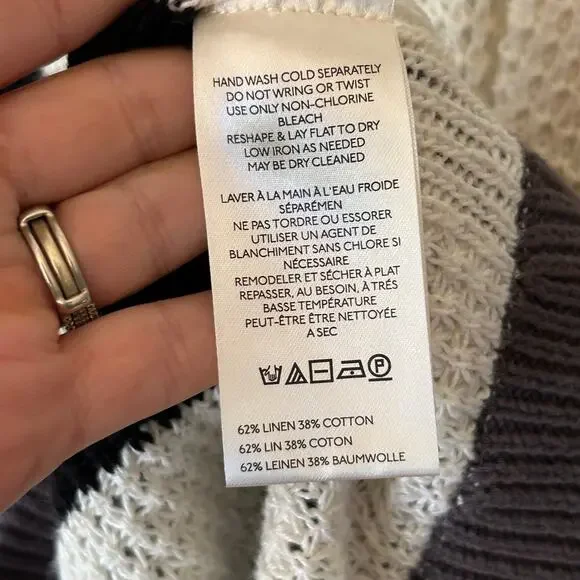 HAND WASH COLD SEPARATELY
DO NOT WRING OR TWIST
USE ONLY NON-CHLORINE
BLEACH
RESHAPE & LAY FLAT TO DRY
LOW IRON AS NEEDED
MAY BE DRY CLEANED
LAVER À LA MAIN À L'EAU FROIDE
SÉPARÉMEN
NE PAS TORDRE OU ESSORER
UTILISER UN AGENT DE
BLANCHIMENT SANS CHLORE SI
NÉCESSAIRE
REMODELER ET SÉCHER À PLAT
REPASSER, AU BESOIN, À TRÉS
BASSE TEMPÉRATURE
PEUT-ÊTRE ÊTRE NETTOYÉE
A SEC
P
62% LINEN 38% COTTON
62% LIN 38% COTON
62% LEINEN 38% BAUMWOLLE